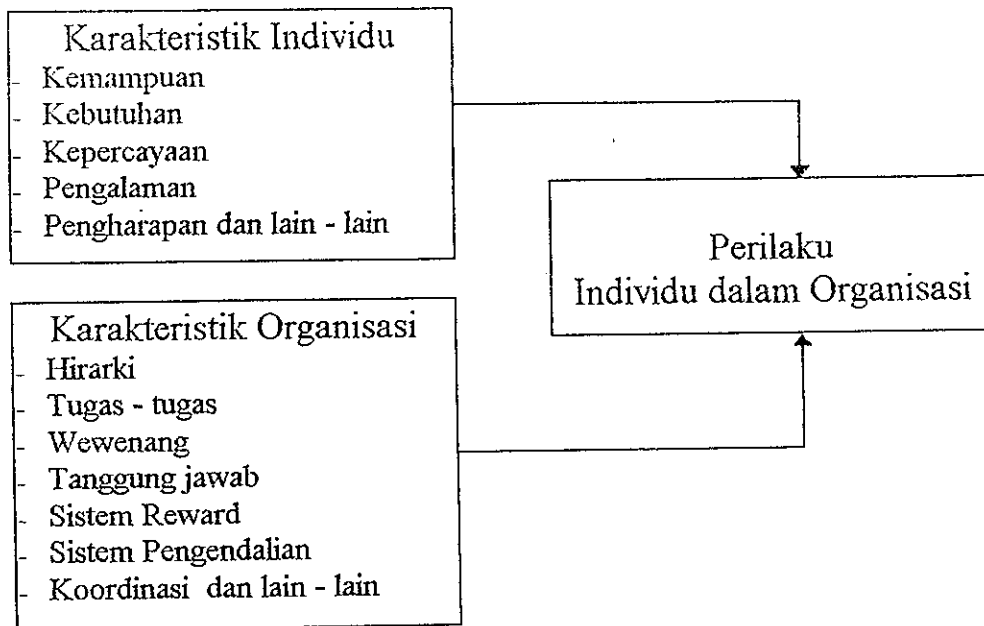 Karakteristik Individu
- Kemampuan
- Kebutuhan
- Kepercayaan
- Pengalaman
- Pengharapan dan lain - lain
Perilaku
Individu dalam Organisasi
Karakteristik Organisasi
- Hirarki
- Tugas - tugas
- Wewenang
- Tanggung jawab
- Sistem Reward
- Sistem Pengendalian
- Koordinasi dan lain - lain